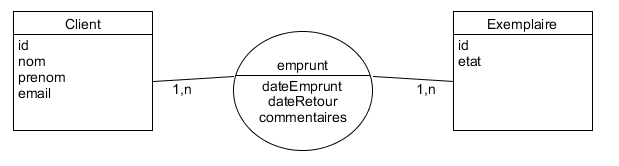 Client
id
nom
prenom
email
1,n
emprunt
dateEmprunt
dateRetour
commentaires
1,n
Exemplaire
id
etat